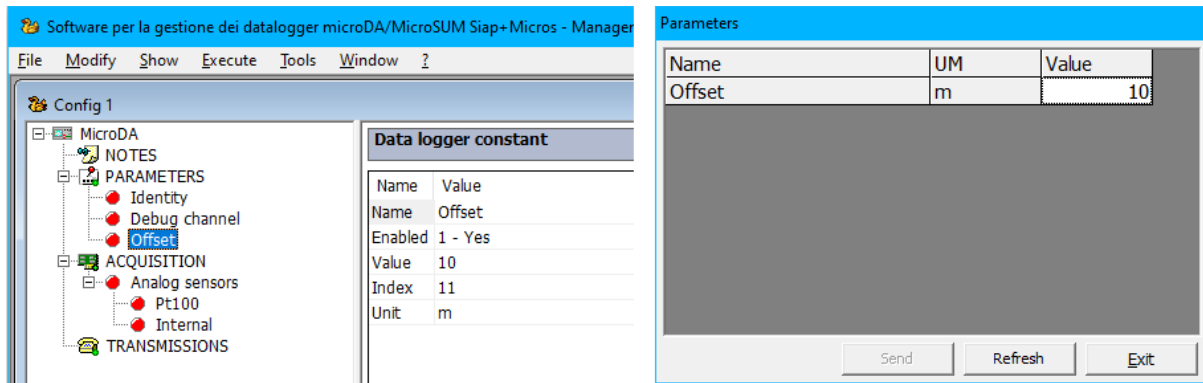 Software per la gestione dei datalogger microDA/MicroSUM Siap+Micros - Manager
File Modify Show Execute Tools Window ?
Config 1
MicroDA
NOTES
PARAMETERS
Identity
Debug channel
Offset
ACQUISITION
Analog sensors
Pt100
Internal
TRANSMISSIONS
Data logger constant
Name Value
Name Offset
Enabled 1 - Yes
Value 10
Index 11
Unit m
Parameters
Name UM Value
Offset m 10
Send Refresh Exit